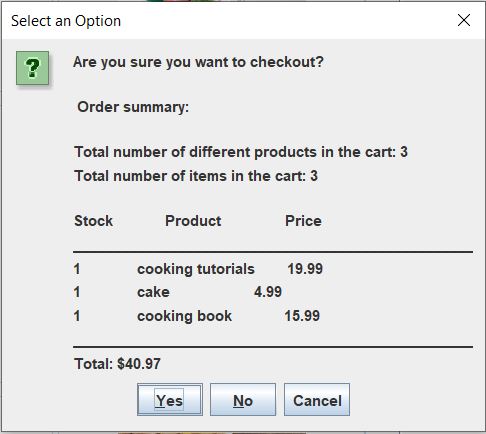 Select an Option
Are you sure you want to checkout?
Order summary:
Total number of different products in the cart: 3
Total number of items in the cart: 3
Stock Product Price
1 cooking tutorials 19.99
1 cake 4.99
1 cooking book 15.99
Total: $40.97
Yes No Cancel